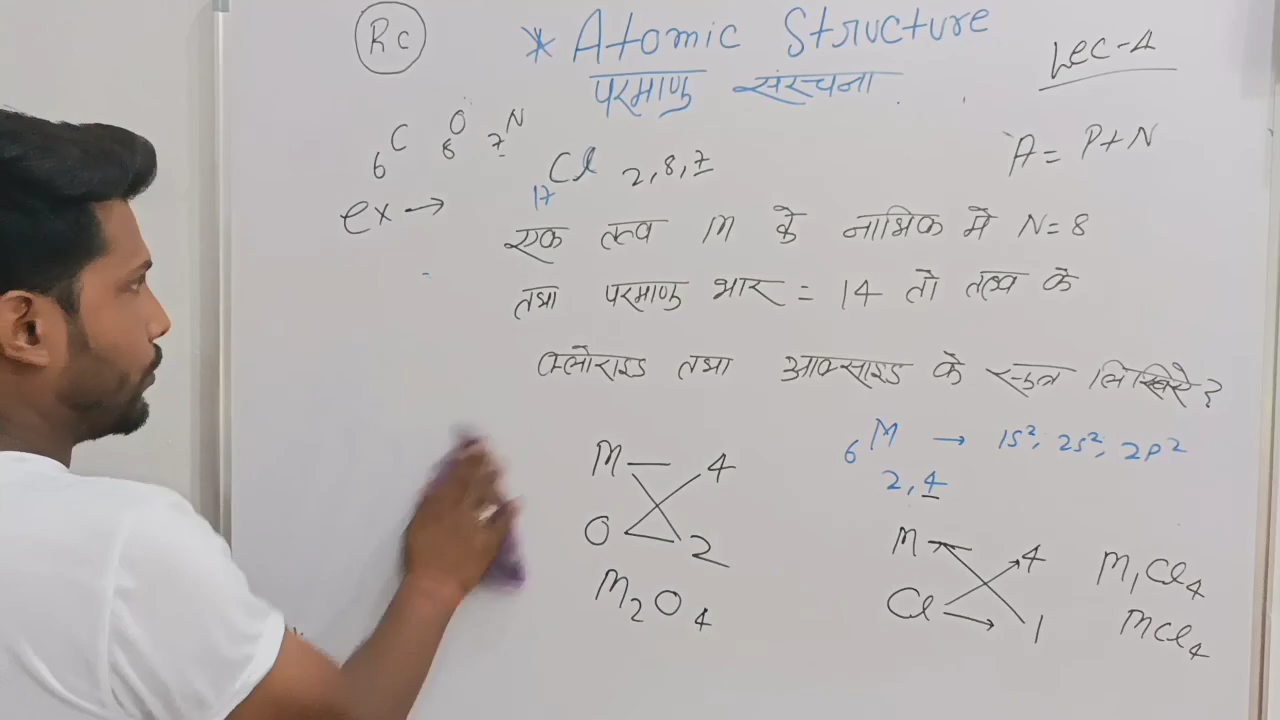 Rc
* Atomic Structure
परमाणु संरचना
Lec-4
6C 8O 7N
A = P+N
17Cl 2,8,7
ex →
एक तत्व M के नाभिक मे N=8
तथा परमाणु भार = 14 तो तत्व के
क्लोराइड तथा आक्साइड के सूत्र लिखिये?
6M → 1s², 2s², 2p²
2,4
M 4
O 2
M₂O₄
M 4
Cl 1
M₁Cl₄
MCl₄